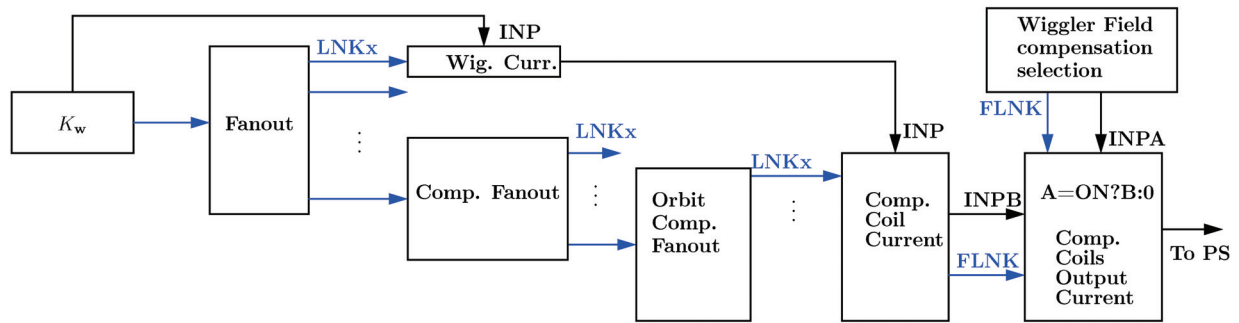 INP
LNKx
Wig. Curr.
Wiggler Field
compensation
selection
K_w
Fanout
FLNK
INPA
LNKx
INP
Comp. Fanout
LNKx
Orbit
Comp.
Fanout
Comp.
Coil
Current
INPB
FLNK
A=ON?B:0
Comp.
Coils
Output
Current
To PS